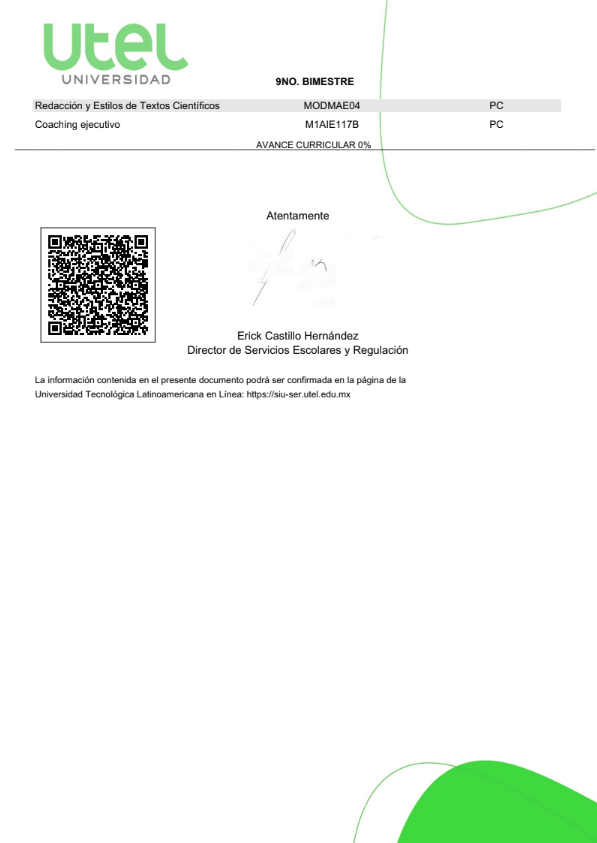 Utel
UNIVERSIDAD
9NO. BIMESTRE
Redacción y Estilos de Textos Científicos MODMAE04 PC
Coaching ejecutivo M1AIE117B PC
AVANCE CURRICULAR 0%
Atentamente
Erick Castillo Hernández
Director de Servicios Escolares y Regulación
La información contenida en el presente documento podrá ser confirmada en la página de la
Universidad Tecnológica Latinoamericana en Línea: https://siu-ser.utel.edu.mx